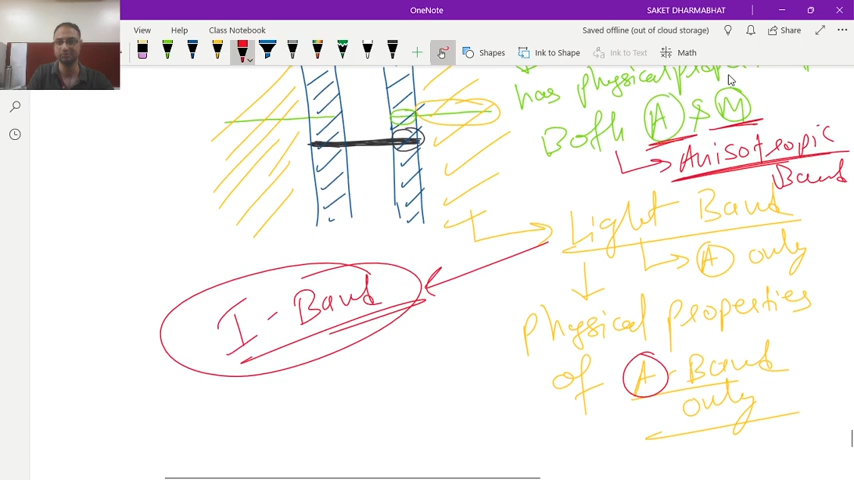 OneNote
SAKET DHARMABHAT
View Help Class Notebook
Saved offline (out of cloud storage)
Share
Shapes
Ink to Shape
Ink to Text
Math
has physical
Both A & M
Anisotropic
Band
Light Band
A only
I - Band
Physical properties
of A - Band
only